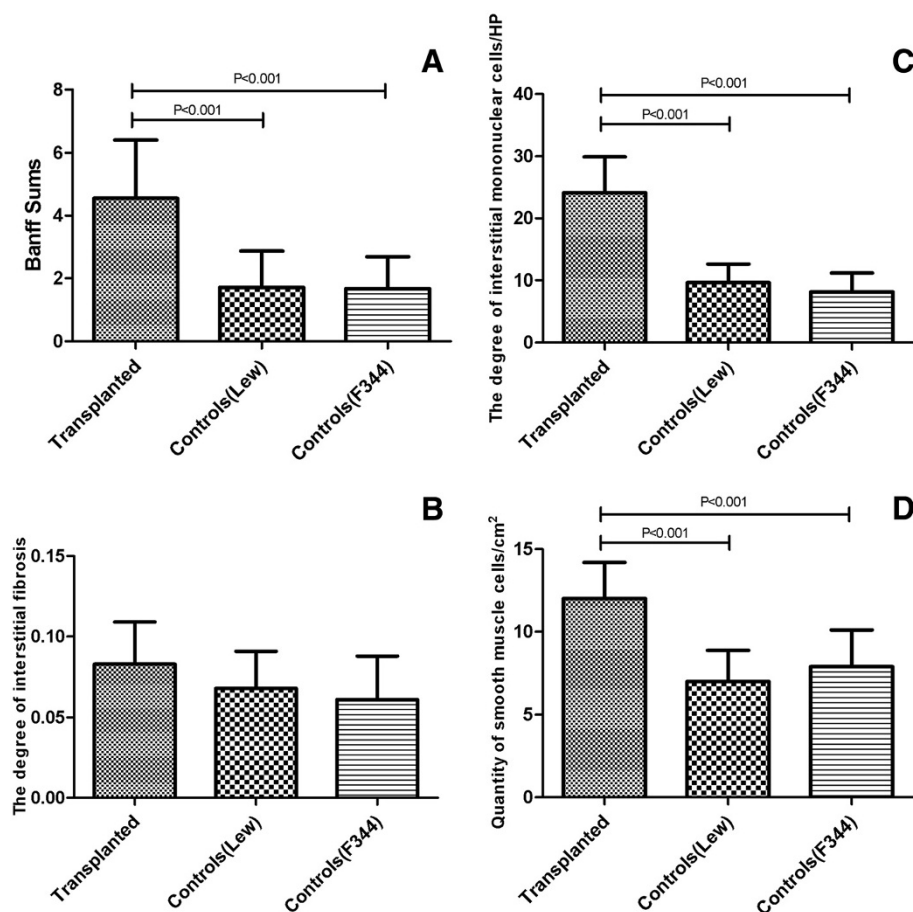 A
P<0.001
P<0.001
8
6
4
2
0
Banff Sums
Transplanted
Controls(Lew)
Controls(F344)
C
P<0.001
P<0.001
40
30
20
10
0
The degree of interstitial mononuclear cells/HP
Transplanted
Controls(Lew)
Controls(F344)
B
0.15
0.10
0.05
0.00
The degree of interstitial fibrosis
Transplanted
Controls(Lew)
Controls(F344)
D
P<0.001
P<0.001
15
10
5
0
Quantity of smooth muscle cells/cm²
Transplanted
Controls(Lew)
Controls(F344)